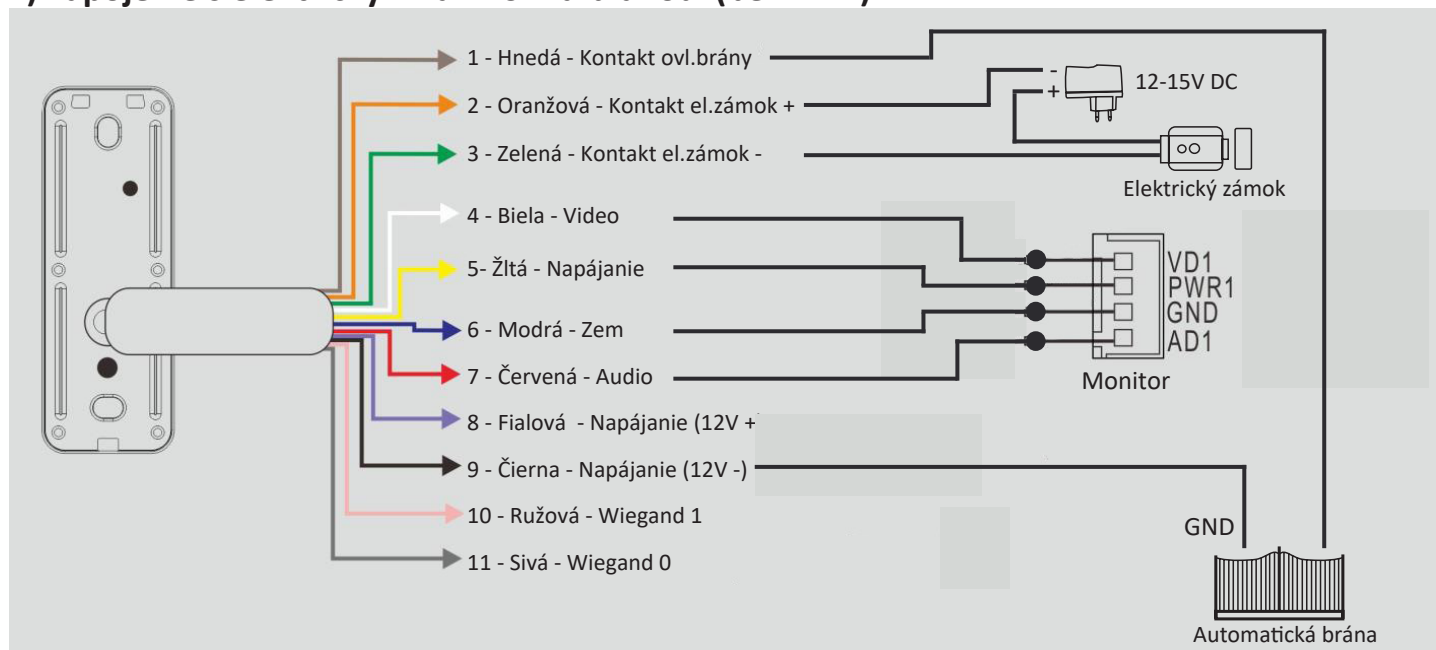 1 - Hnedá - Kontakt ovl.brány
2 - Oranžová - Kontakt el.zámok +
3 - Zelená - Kontakt el.zámok -
4 - Biela - Video
5- Žltá - Napájanie
6 - Modrá - Zem
7 - Červená - Audio
8 - Fialová - Napájanie (12V +
9 - Čierna - Napájanie (12V -)
10 - Ružová - Wiegand 1
11 - Sivá - Wiegand 0
-
+
12-15V DC
Elektrický zámok
VD1
PWR1
GND
AD1
Monitor
GND
Automatická brána